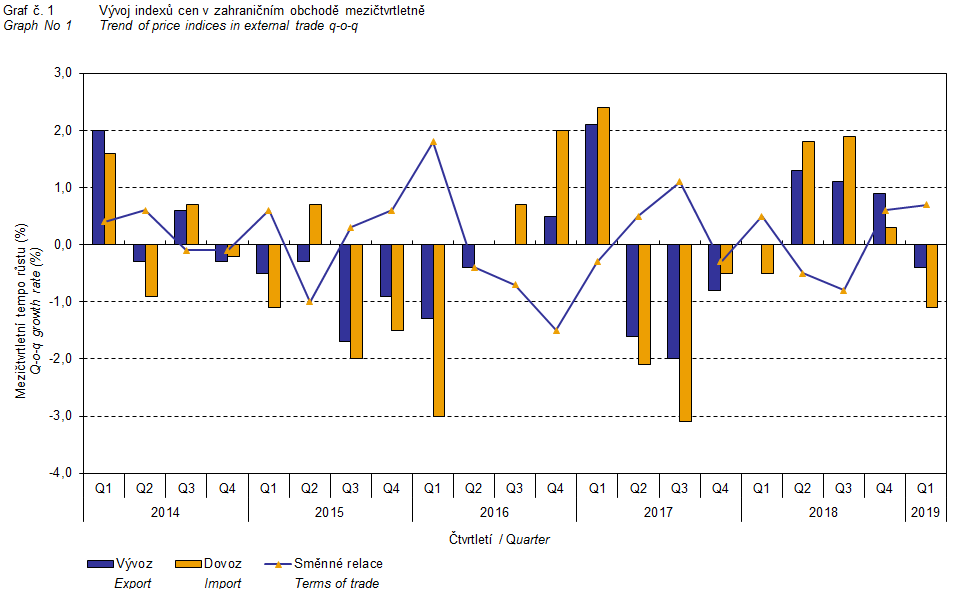 Graf č. 1 Vývoj indexů cen v zahraničním obchodě mezičtvrtletně
Graph No 1 Trend of price indices in external trade q-o-q
Mezičtvrtletní tempo růstu (%)
Q-o-q growth rate (%)
3,0
2,0
1,0
0,0
-1,0
-2,0
-3,0
-4,0
Q1 Q2 Q3 Q4 Q1 Q2 Q3 Q4 Q1 Q2 Q3 Q4 Q1 Q2 Q3 Q4 Q1 Q2 Q3 Q4 Q1
2014 2015 2016 2017 2018 2019
Čtvrtletí / Quarter
Vývoz Dovoz Směnné relace
Export Import Terms of trade